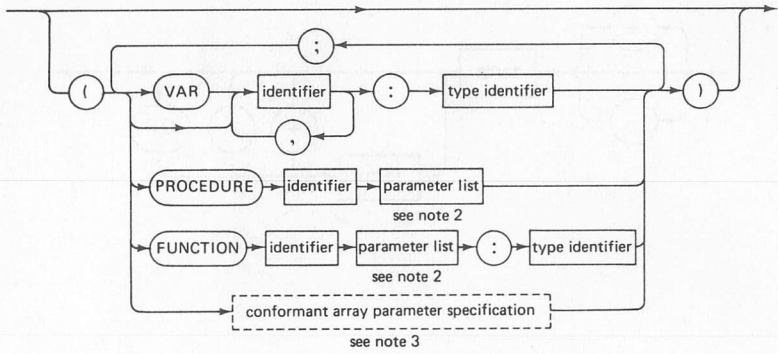 ;
( VAR identifier : type identifier )
,
PROCEDURE identifier parameter list
see note 2
FUNCTION identifier parameter list : type identifier
see note 2
conformant array parameter specification
see note 3